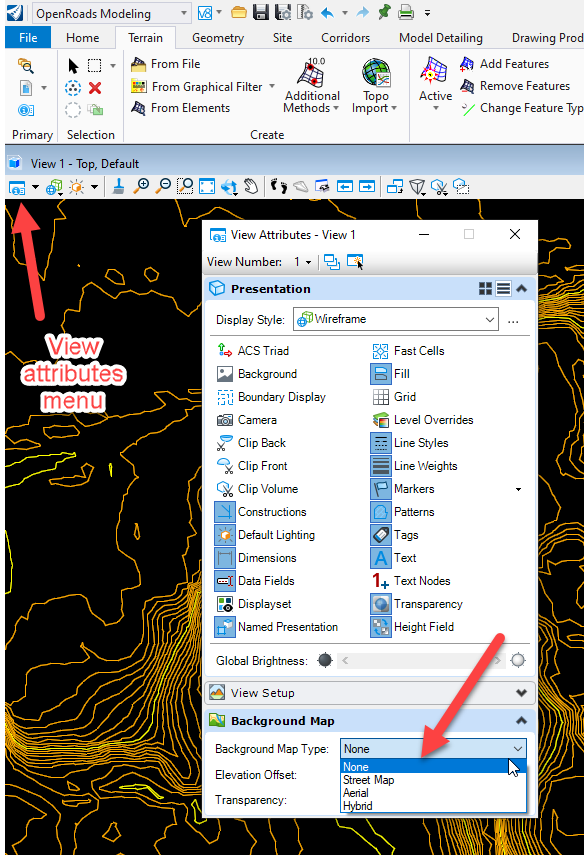 OpenRoads Modeling
File Home Terrain Geometry Site Corridors Model Detailing Drawing Prod
From File
From Graphical Filter
From Elements
10.0
Additional
Methods
Topo
Import
Active
Add Features
Remove Features
Change Feature Typ
Primary Selection Create
View 1 - Top, Default
View
attributes
menu
View Attributes - View 1
View Number: 1
Presentation
Display Style: Wireframe ...
ACS Triad Fast Cells
Background Fill
Boundary Display Grid
Camera Level Overrides
Clip Back Line Styles
Clip Front Line Weights
Clip Volume Markers
Constructions Patterns
Default Lighting Tags
Dimensions Text
Data Fields Text Nodes
Displayset Transparency
Named Presentation Height Field
Global Brightness:
View Setup
Background Map
Background Map Type: None
None
Elevation Offset: Street Map
Aerial
Transparency: Hybrid